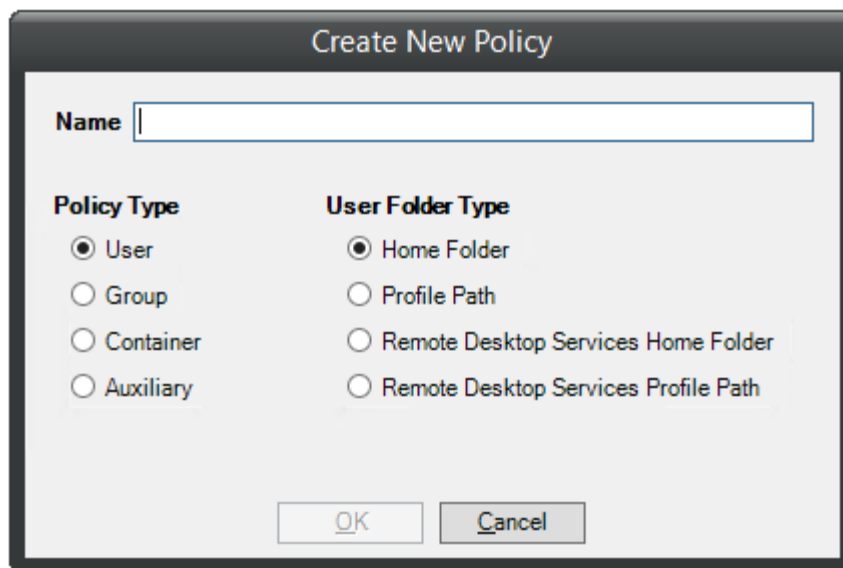 Create New Policy
Name
Policy Type
User
Group
Container
Auxiliary
User Folder Type
Home Folder
Profile Path
Remote Desktop Services Home Folder
Remote Desktop Services Profile Path
OK
Cancel